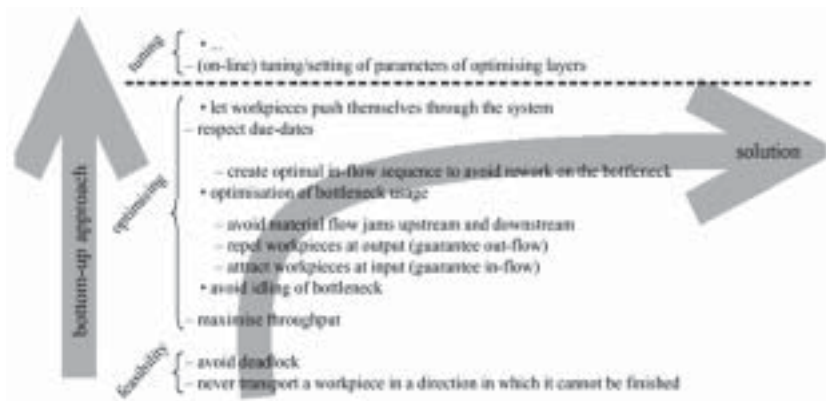 tuning
• ...
– (on-line) tuning/setting of parameters of optimising layers
optimising
• let workpieces push themselves through the system
– respect due-dates
– create optimal in-flow sequence to avoid rework on the bottleneck
• optimisation of bottleneck usage
– avoid material flow jams upstream and downstream
– repel workpieces at output (guarantee out-flow)
– attract workpieces at input (guarantee in-flow)
• avoid idling of bottleneck
– maximise throughput
feasibility
– avoid deadlock
– never transport a workpiece in a direction in which it cannot be finished
bottom-up approach
solution